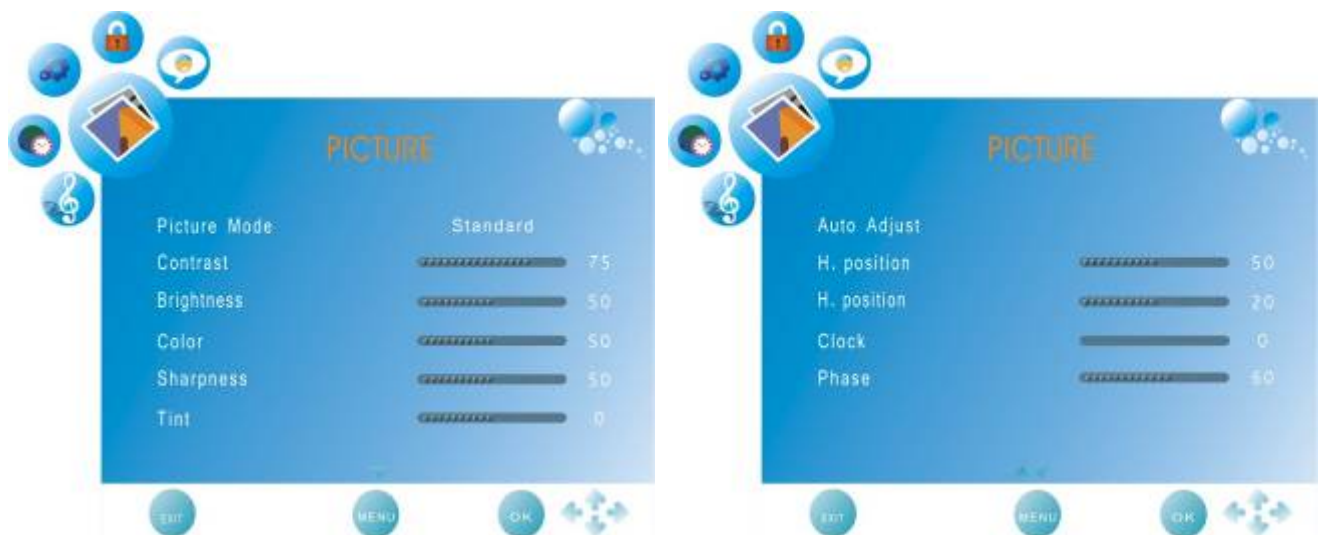 PICTURE
Picture Mode Standard
Contrast 75
Brightness 50
Color 50
Sharpness 50
Tint 0
EXIT MENU OK
PICTURE
Auto Adjust
H. position 50
H. position 20
Clock 0
Phase 60
EXIT MENU OK